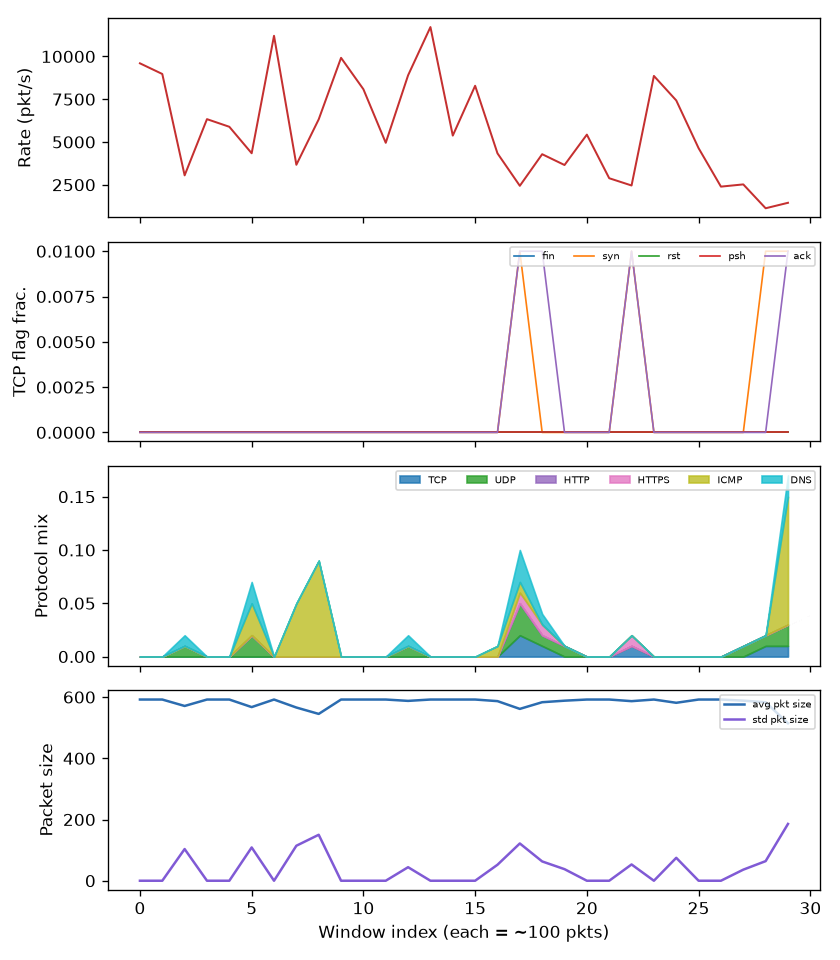 10000
7500
5000
2500
Rate (pkt/s)
0.0100
0.0075
0.0050
0.0025
0.0000
TCP flag frac.
fin syn rst psh ack
0.15
0.10
0.05
0.00
Protocol mix
TCP UDP HTTP HTTPS ICMP DNS
600
400
200
0
Packet size
avg pkt size
std pkt size
0 5 10 15 20 25 30
Window index (each = ~100 pkts)